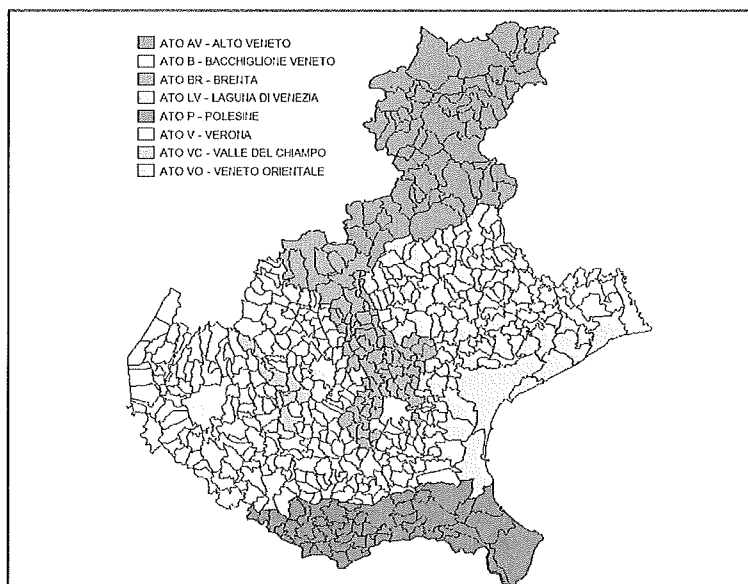 ATO AV - ALTO VENETO
ATO B - BACCHIGLIONE VENETO
ATO BR - BRENTA
ATO LV - LAGUNA DI VENEZIA
ATO P - POLESINE
ATO V - VERONA
ATO VC - VALLE DEL CHIAMPO
ATO VO - VENETO ORIENTALE